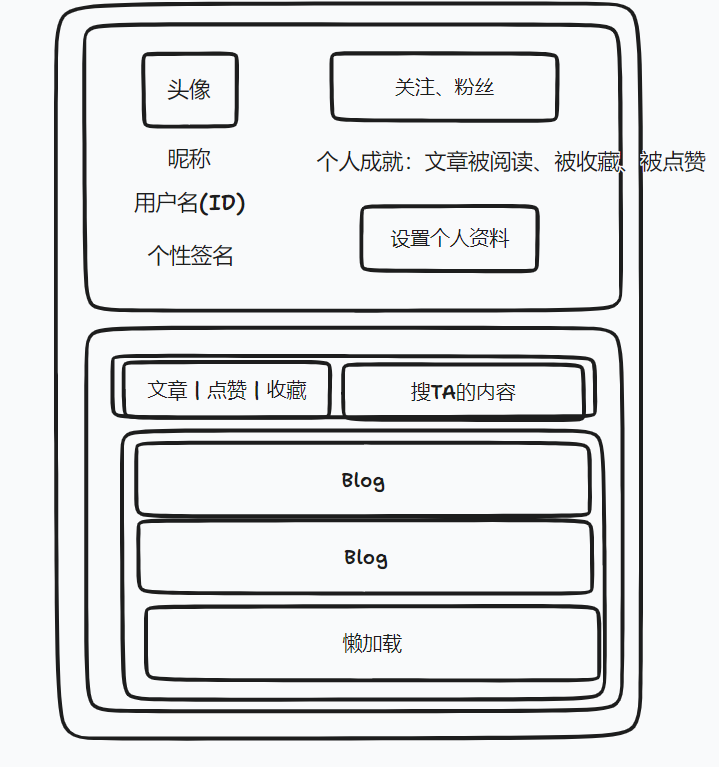 头像
关注、粉丝
昵称
个人成就：文章被阅读、被收藏、被点赞
用户名(ID)
设置个人资料
个性签名
文章 | 点赞 | 收藏
搜TA的内容
Blog
Blog
懒加载